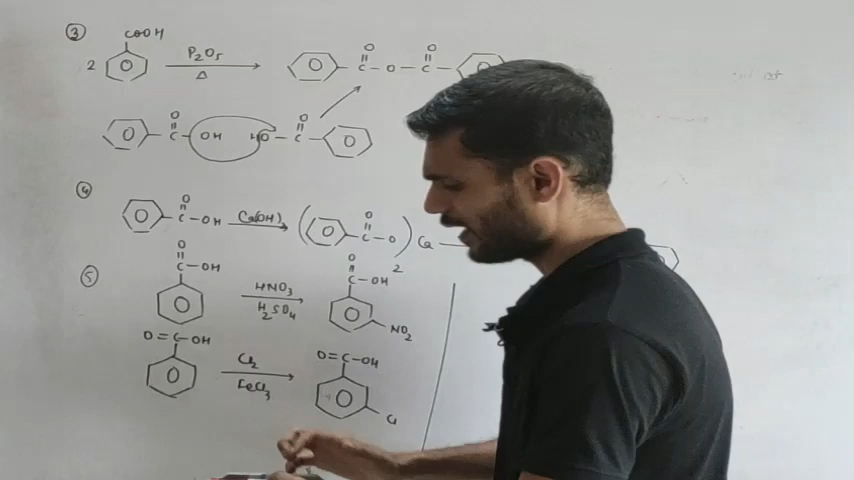 ③ COOH
2 P₂O₅ O O
Δ C - O - C
O O
C - OH HO - C
④ O O
C - OH Ca(OH) ( C - O )₂ Ca
⑤ O O
C - OH HNO₃ C - OH
H₂SO₄ NO₂
O = C - OH Cl₂ O = C - OH
FeCl₃ Cl